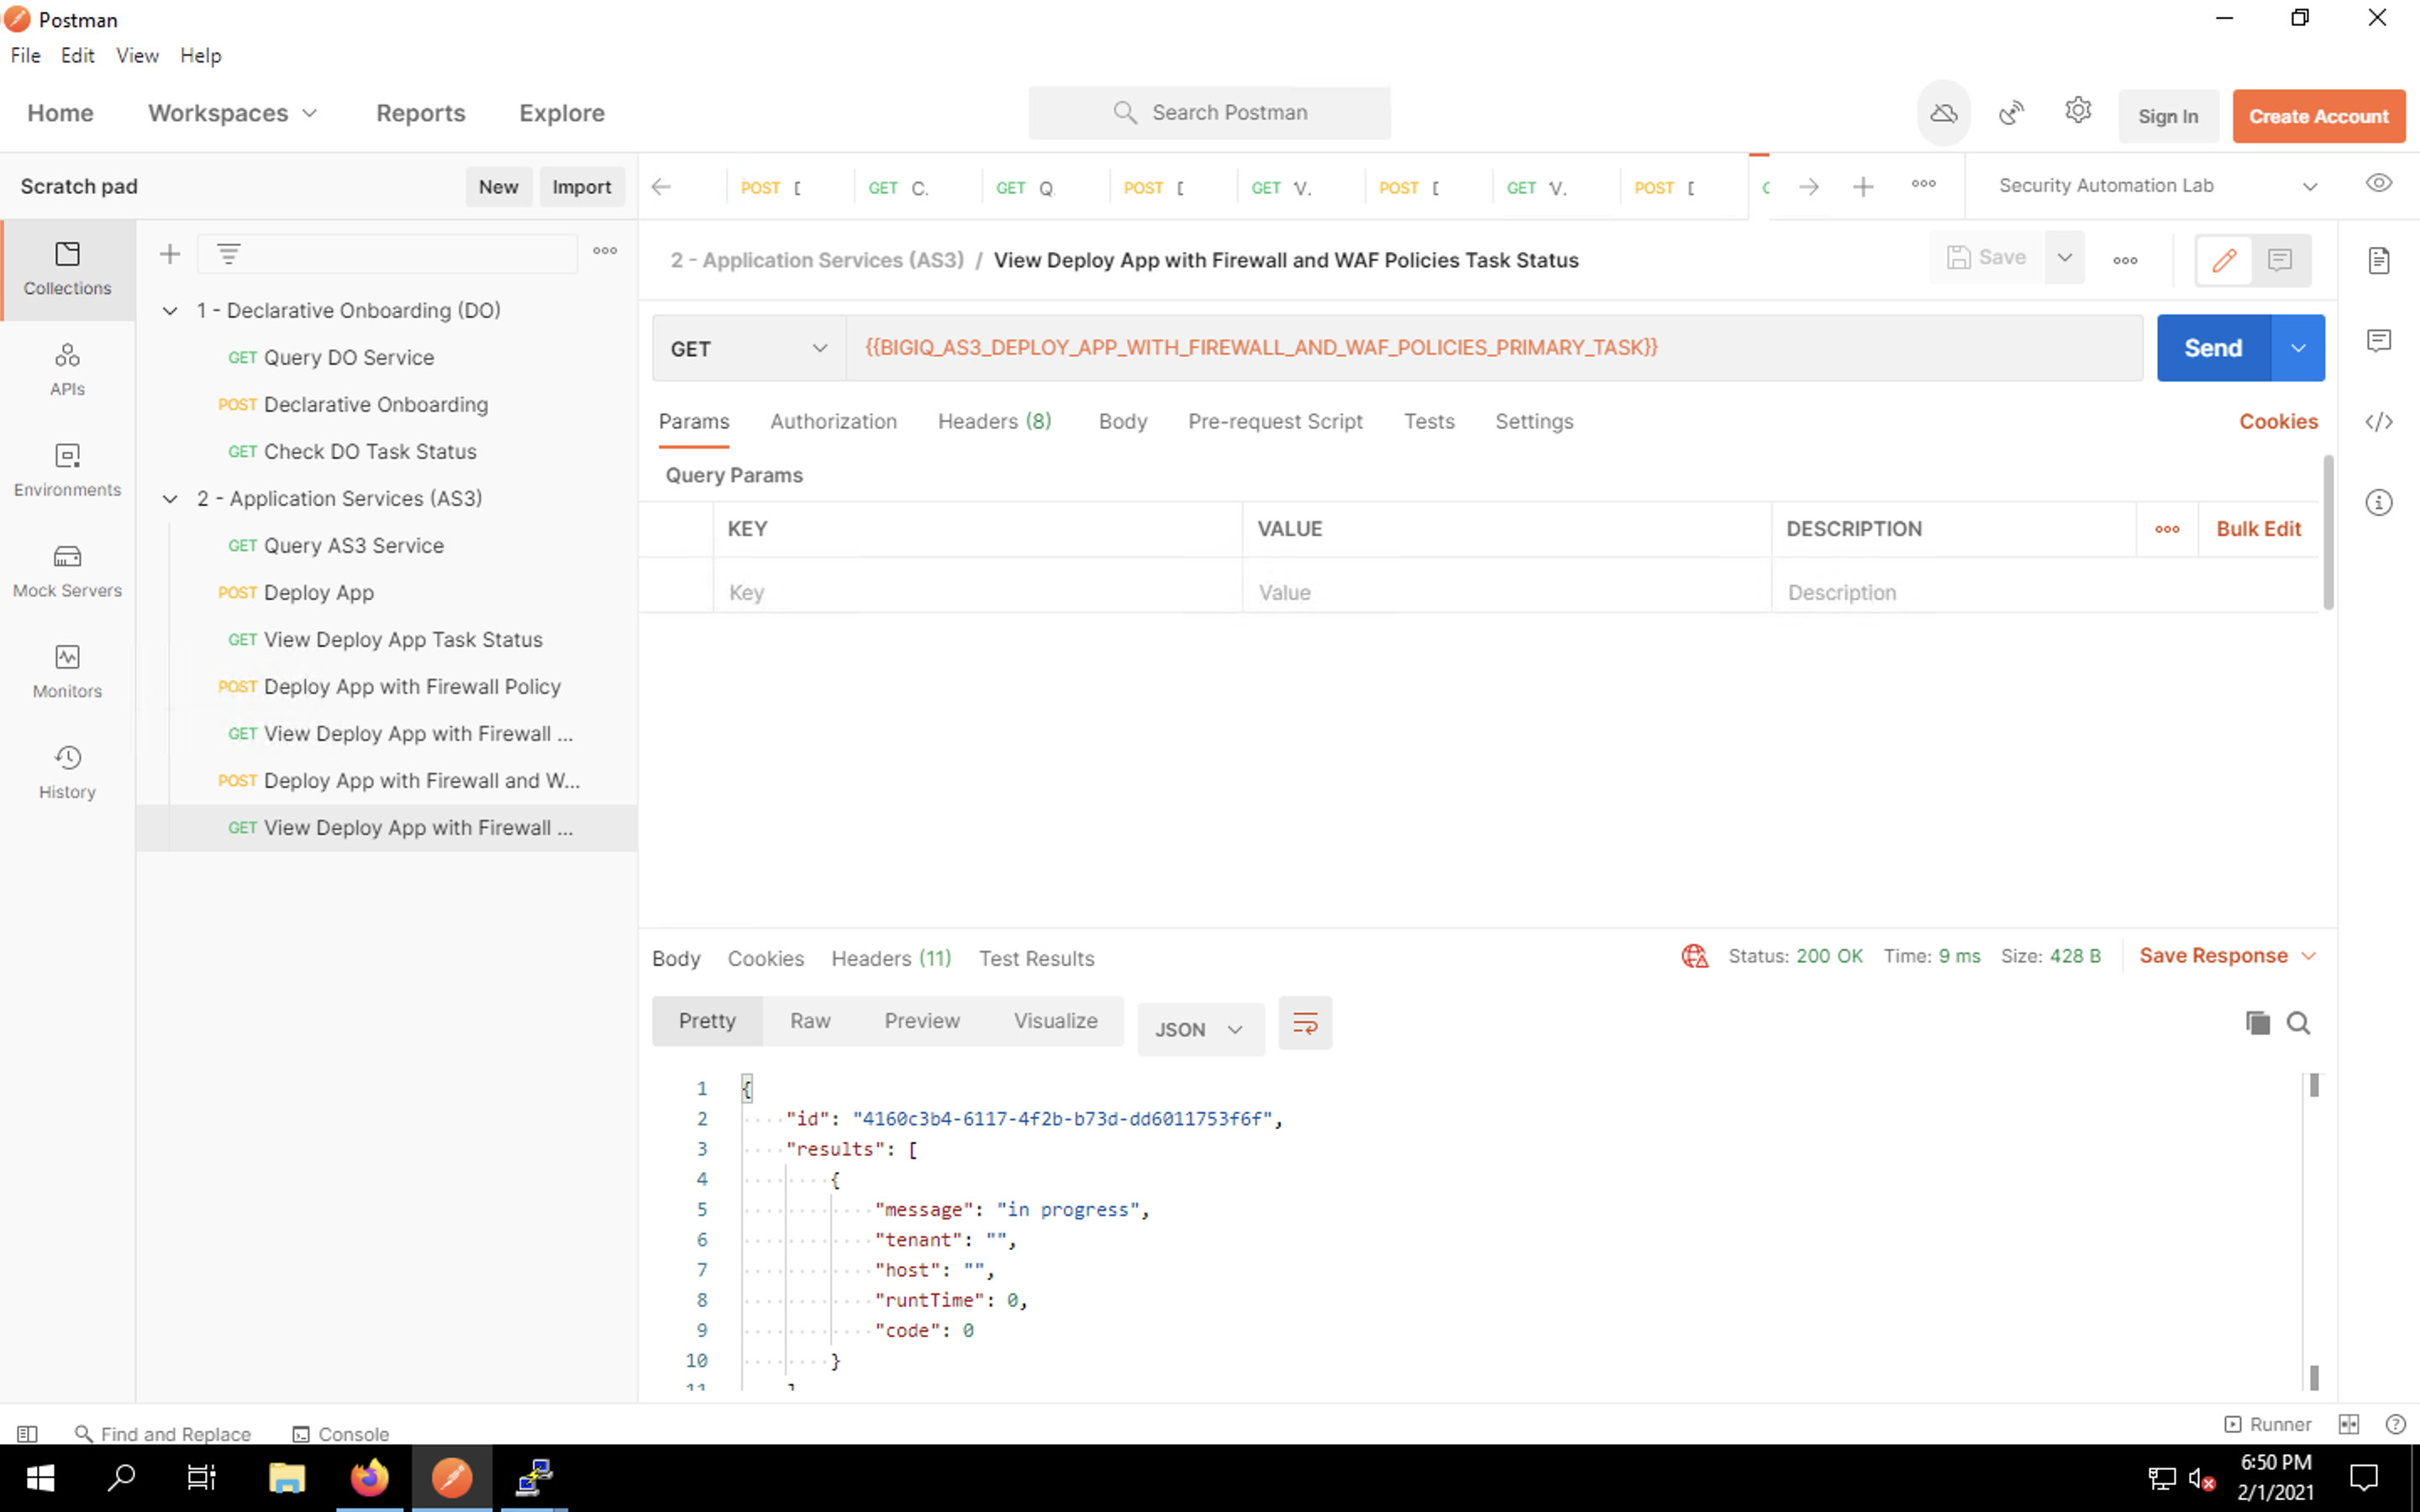 Postman
File Edit View Help
Home Workspaces Reports Explore Search Postman Sign In Create Account
Scratch pad New Import POST [ GET C. GET Q POST [ GET V. POST [ GET V. POST [ Security Automation Lab
Collections
APIs
Environments
Mock Servers
Monitors
History
1 - Declarative Onboarding (DO)
GET Query DO Service
POST Declarative Onboarding
GET Check DO Task Status
2 - Application Services (AS3)
GET Query AS3 Service
POST Deploy App
GET View Deploy App Task Status
POST Deploy App with Firewall Policy
GET View Deploy App with Firewall ...
POST Deploy App with Firewall and W...
GET View Deploy App with Firewall ...
2 - Application Services (AS3) / View Deploy App with Firewall and WAF Policies Task Status Save
GET {{BIGIQ_AS3_DEPLOY_APP_WITH_FIREWALL_AND_WAF_POLICIES_PRIMARY_TASK}} Send
Params Authorization Headers (8) Body Pre-request Script Tests Settings Cookies
Query Params
KEY VALUE DESCRIPTION Bulk Edit
Key Value Description
Body Cookies Headers (11) Test Results Status: 200 OK Time: 9 ms Size: 428 B Save Response
Pretty Raw Preview Visualize JSON
1 {
2 "id": "4160c3b4-6117-4f2b-b73d-dd6011753f6f",
3 "results": [
4 {
5 "message": "in progress",
6 "tenant": "",
7 "host": "",
8 "runtTime": 0,
9 "code": 0
10 }
11 ]
Find and Replace Console Runner
6:50 PM
2/1/2021